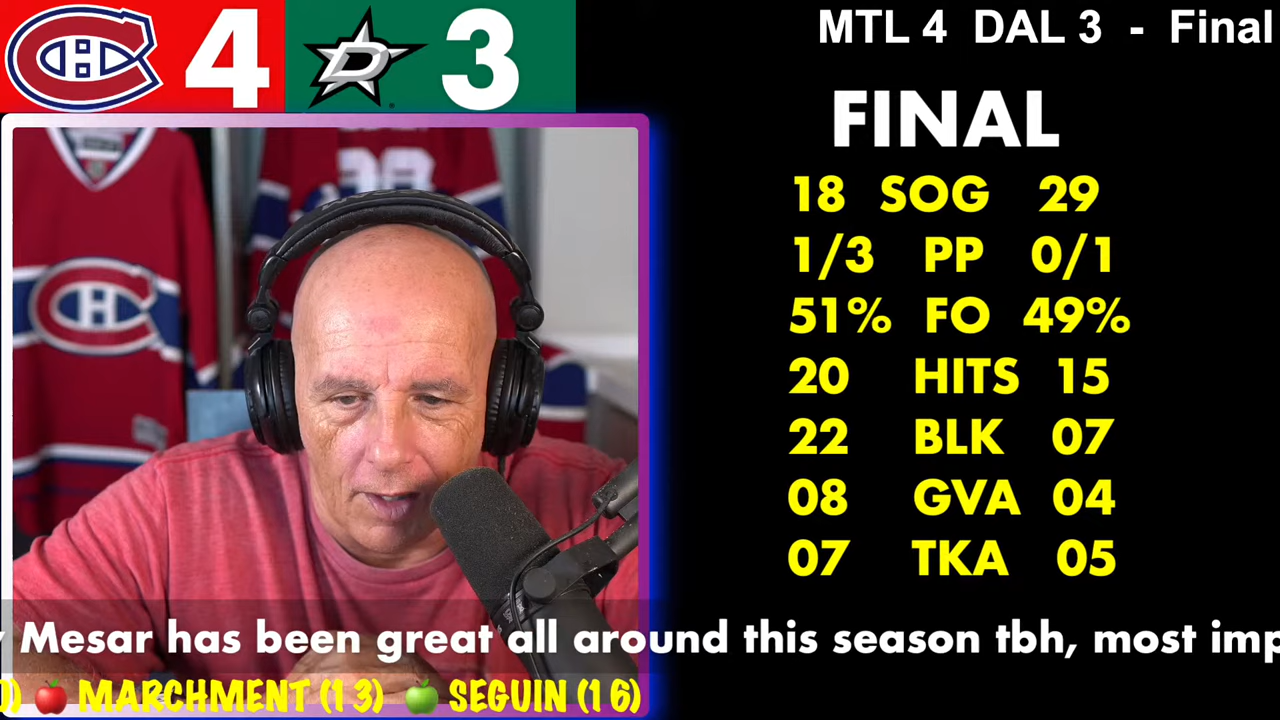 4 3
MTL 4 DAL 3 - Final
FINAL
18 SOG 29
1/3 PP 0/1
51% FO 49%
20 HITS 15
22 BLK 07
08 GVA 04
07 TKA 05
Mesar has been great all around this season tbh, most imp
0) MARCHMENT (13) SEGUIN (16)